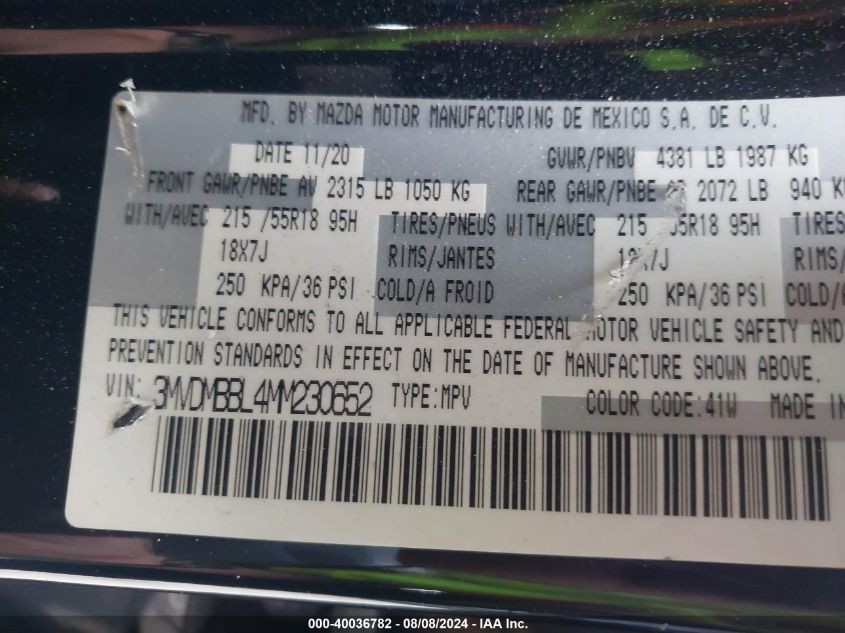 MFD. BY MAZDA MOTOR MANUFACTURING DE MEXICO S.A. DE C.V.
DATE 11/20 GVWR/PNBV 4381 LB 1987 KG
FRONT GAWR/PNBE AV 2315 LB 1050 KG REAR GAWR/PNBE 2072 LB 940 K
WITH/AVEC 215 /55R18 95H TIRES/PNEUS WITH/AVEC 215 5R18 95H TIRES
18X7J RIMS/JANTES 18 7J RIMS/
250 KPA/36 PSI COLD/A FROID 250 KPA/36 PSI COLD/A
THIS VEHICLE CONFORMS TO ALL APPLICABLE FEDERAL MOTOR VEHICLE SAFETY AND
PREVENTION STANDARDS IN EFFECT ON THE DATE OF MANUFACTURE SHOWN ABOVE.
VIN: 3MVDMBBL4MM230652 TYPE:MPV COLOR CODE:41W MADE IN
000-40036782 - 08/08/2024 - IAA, Inc.